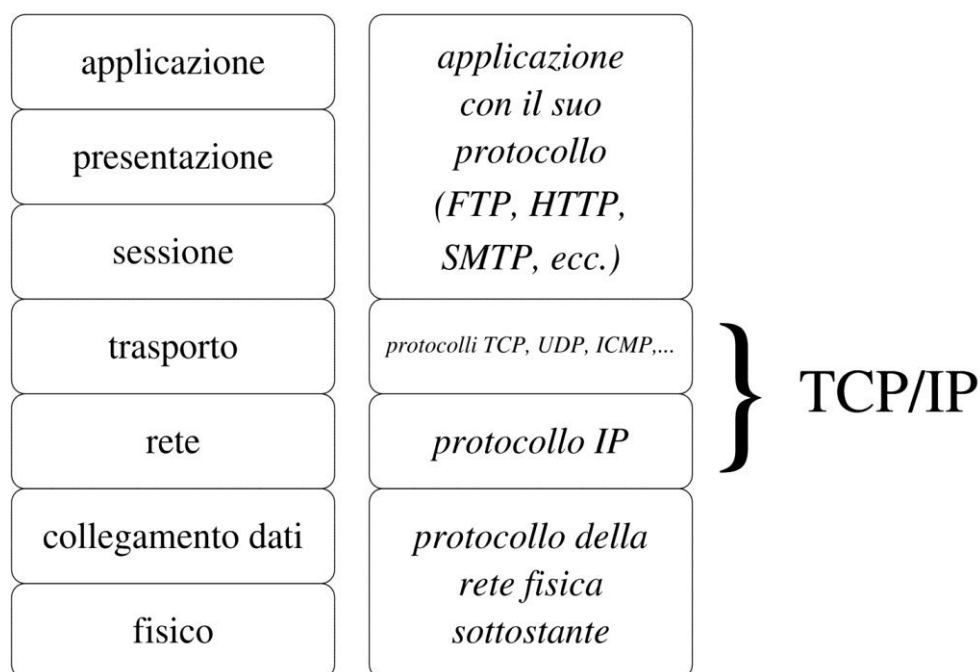 applicazione
presentazione
sessione
trasporto
rete
collegamento dati
fisico
applicazione
con il suo
protocollo
(FTP, HTTP,
SMTP, ecc.)
protocolli TCP, UDP, ICMP,...
protocollo IP
protocollo della
rete fisica
sottostante
} TCP/IP